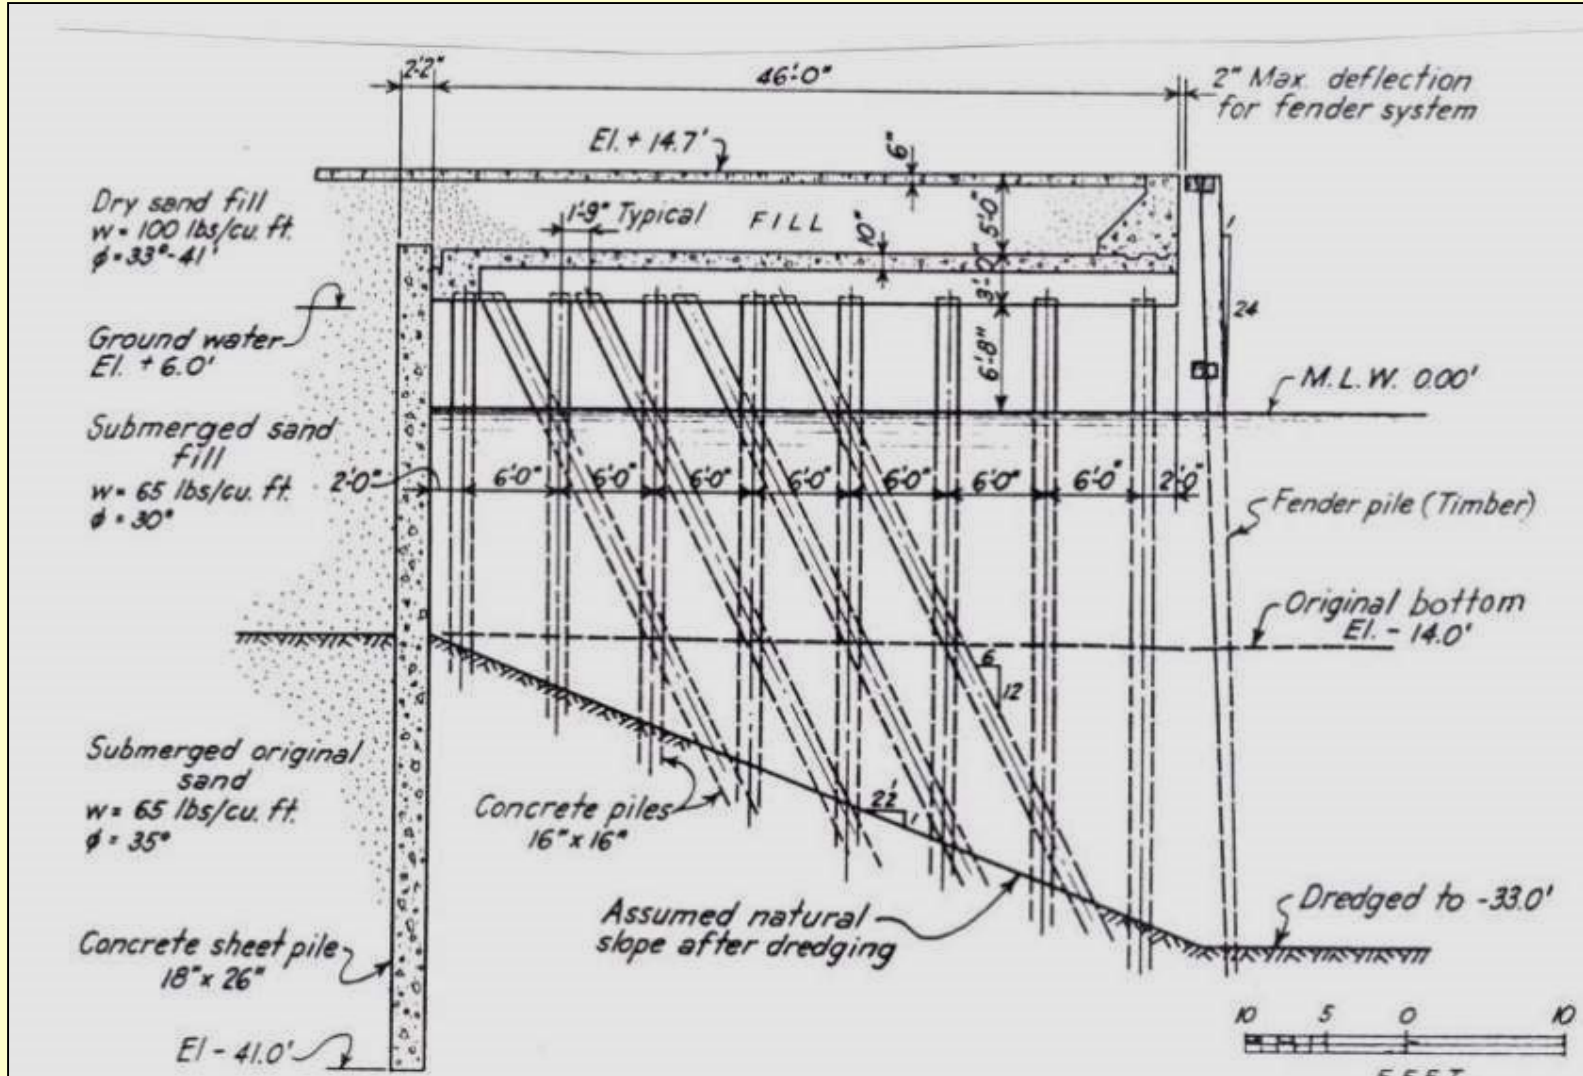 2'-2"
46'-0"
2" Max. deflection
for fender system
El. + 14.7'
6"
Dry sand fill
w = 100 lbs/cu. ft.
φ = 33°-41'
1'-9" Typical
FILL
10"
5'-0"
3'-0"
1
24
Ground water
El. + 6.0'
6'-8"
M.L.W. 0.00'
Submerged sand
fill
w = 65 lbs/cu. ft.
φ = 30°
2'-0"
6'-0"
6'-0"
6'-0"
6'-0"
6'-0"
6'-0"
6'-0"
2'-0"
Fender pile (Timber)
Original bottom
El. - 14.0'
6
12
Submerged original
sand
w = 65 lbs/cu. ft.
φ = 35°
Concrete piles
16" x 16"
2½
1
Assumed natural
slope after dredging
Dredged to -33.0'
Concrete sheet pile
18" x 26"
El - 41.0'
10 5 0 10